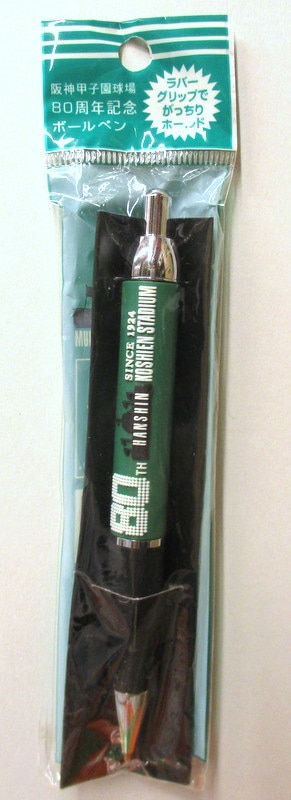 阪神甲子園球場
80周年記念
ボールペン
ラバー
グリップで
がっちり
ホールド
SINCE 1924
HANSHIN KOSHIEN STADIUM
80TH